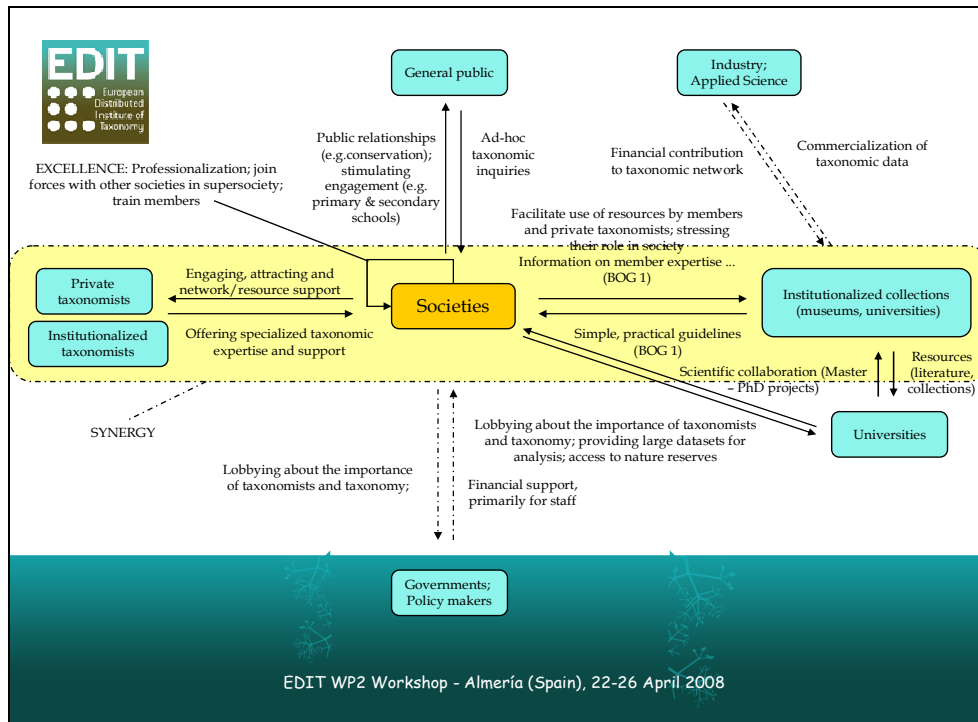 EDIT
European
Distributed
Institute of
Taxonomy
General public
Industry;
Applied Science
EXCELLENCE: Professionalization; join
forces with other societies in supersociety;
train members
Public relationships
(e.g.conservation);
stimulating
engagement (e.g.
primary & secondary
schools)
Ad-hoc
taxonomic
inquiries
Financial contribution
to taxonomic network
Commercialization of
taxonomic data
Facilitate use of resources by members
and private taxonomists; stressing
their role in society
Information on member expertise ...
(BOG 1)
Private
taxonomists
Institutionalized
taxonomists
Engaging, attracting and
network/resource support
Offering specialized taxonomic
expertise and support
Societies
Simple, practical guidelines
(BOG 1)
Institutionalized collections
(museums, universities)
Scientific collaboration (Master
– PhD projects)
Resources
(literature,
collections)
Universities
SYNERGY
Lobbying about the importance of taxonomists
and taxonomy; providing large datasets for
analysis; access to nature reserves
Lobbying about the importance
of taxonomists and taxonomy;
Financial support,
primarily for staff
Governments;
Policy makers
EDIT WP2 Workshop - Almería (Spain), 22-26 April 2008